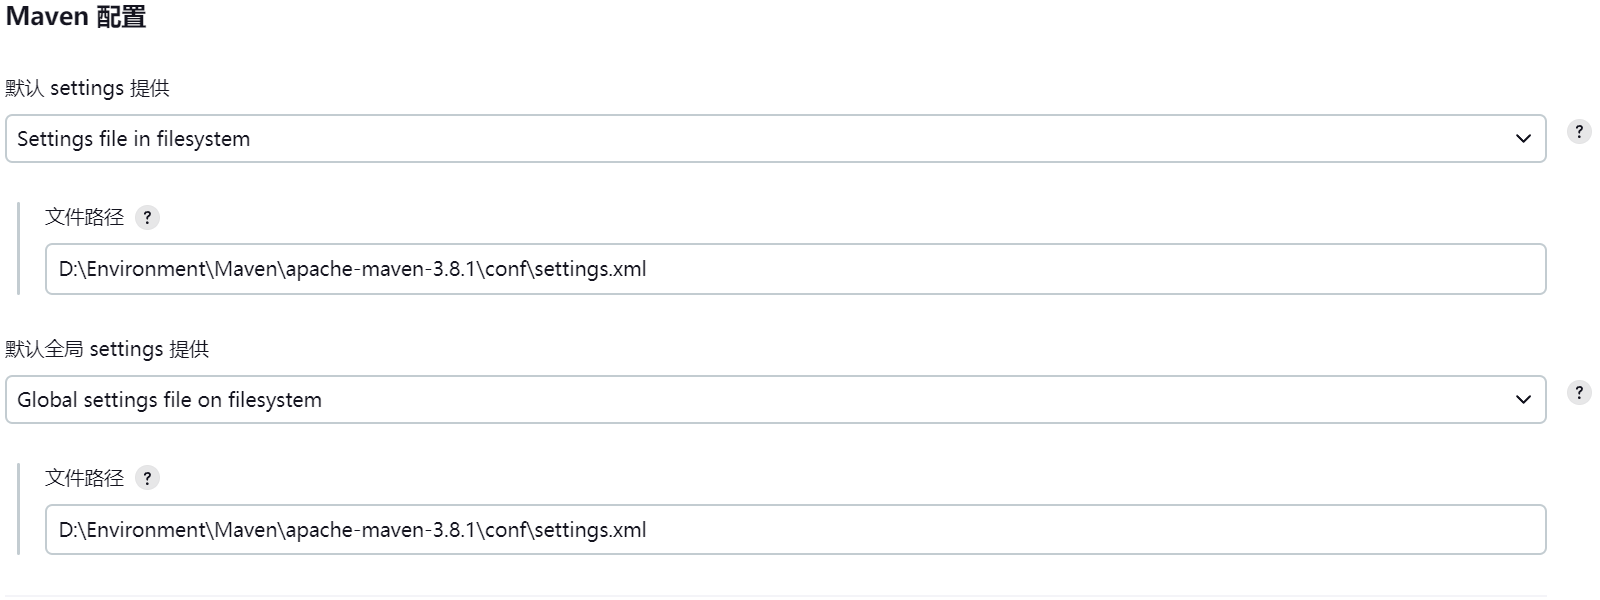 Maven 配置
默认 settings 提供
Settings file in filesystem
?
文件路径 ?
D:\Environment\Maven\apache-maven-3.8.1\conf\settings.xml
默认全局 settings 提供
Global settings file on filesystem
?
文件路径 ?
D:\Environment\Maven\apache-maven-3.8.1\conf\settings.xml